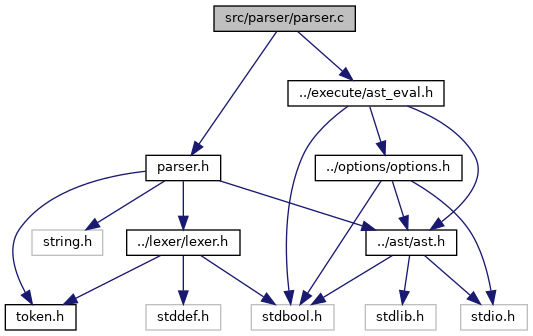 src/parser/parser.c
../execute/ast_eval.h
parser.h
../options/options.h
string.h
../lexer/lexer.h
../ast/ast.h
token.h
stddef.h
stdbool.h
stdlib.h
stdio.h